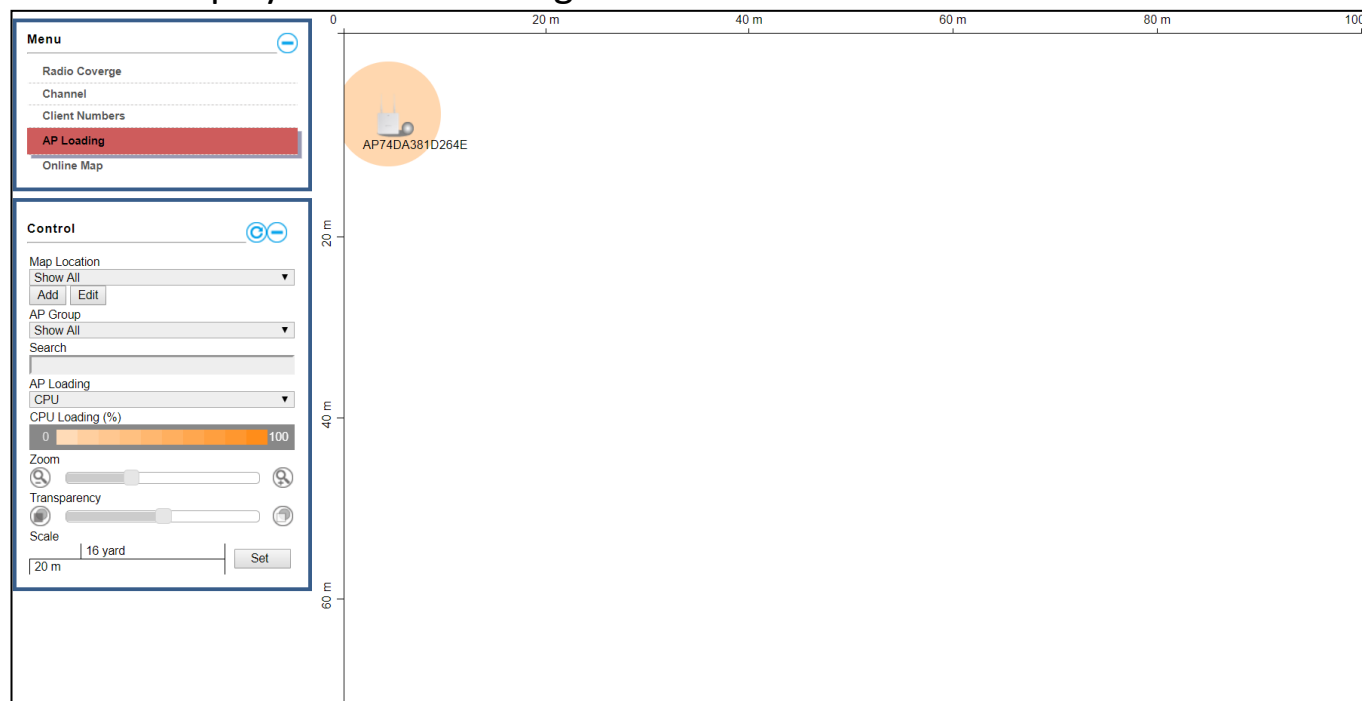 0 20 m 40 m 60 m 80 m 100
Menu
Radio Coverge
Channel
Client Numbers
AP Loading
Online Map
AP74DA381D264E
Control
Map Location
Show All
Add Edit
AP Group
Show All
Search
AP Loading
CPU
CPU Loading (%)
0 100
Zoom
Transparency
Scale
16 yard
20 m
Set
20 m
40 m
60 m